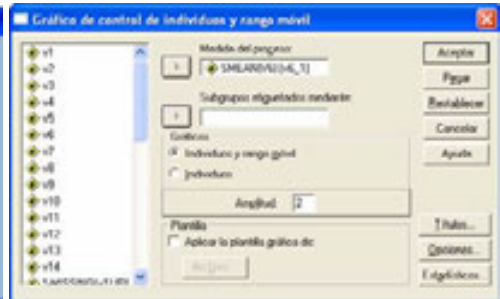 Gráfico de control de individuos y rango móvil
v1
v2
v3
v4
v5
v6
v7
v8
v9
v10
v11
v12
v13
v14
Medida del proceso:
Subgrupos etiquetados mediante:
Gráficos
Individuos y rango móvil
Individuos
Amplitud: 2
Plantilla
Aplicar la plantilla gráfica de:
Archivo...
Aceptar
Pegar
Restablecer
Cancelar
Ayuda
Títulos...
Opciones...
Estadísticos...